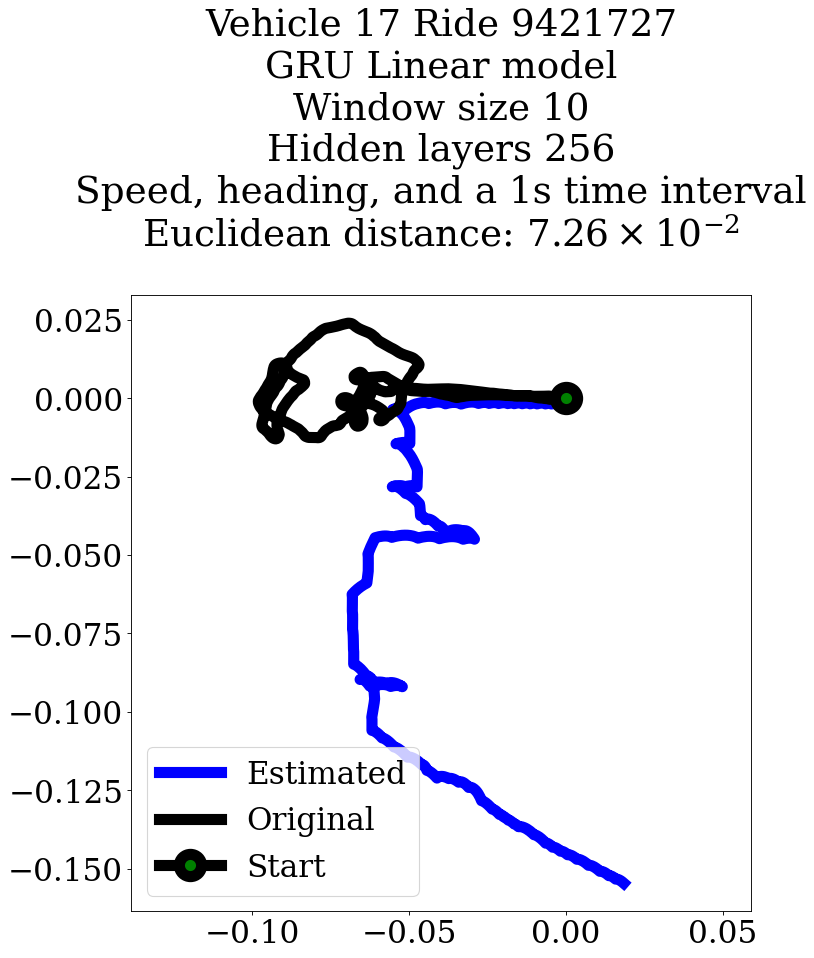 Vehicle 17 Ride 9421727
GRU Linear model
Window size 10
Hidden layers 256
Speed, heading, and a 1s time interval
Euclidean distance: 7.26 × 10⁻²
0.025
0.000
−0.025
−0.050
−0.075
−0.100
−0.125
−0.150
Estimated
Original
Start
−0.10 −0.05 0.00 0.05